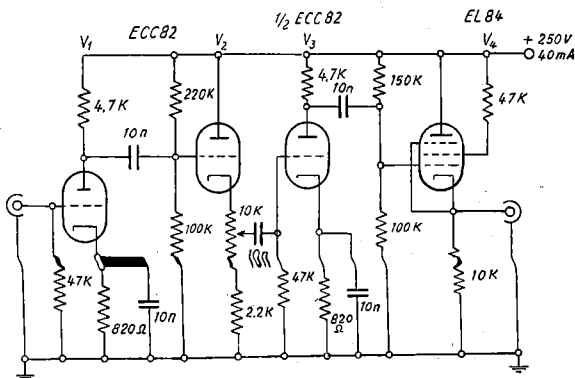 ECC82
½ ECC82
EL84
V1
V2
V3
V4
+ 250V
40mA
4,7K
220K
4,7K
150K
47K
10n
10n
10K
100K
100K
47K
10n
47K
10n
10K
820Ω
2.2K
820
Ω